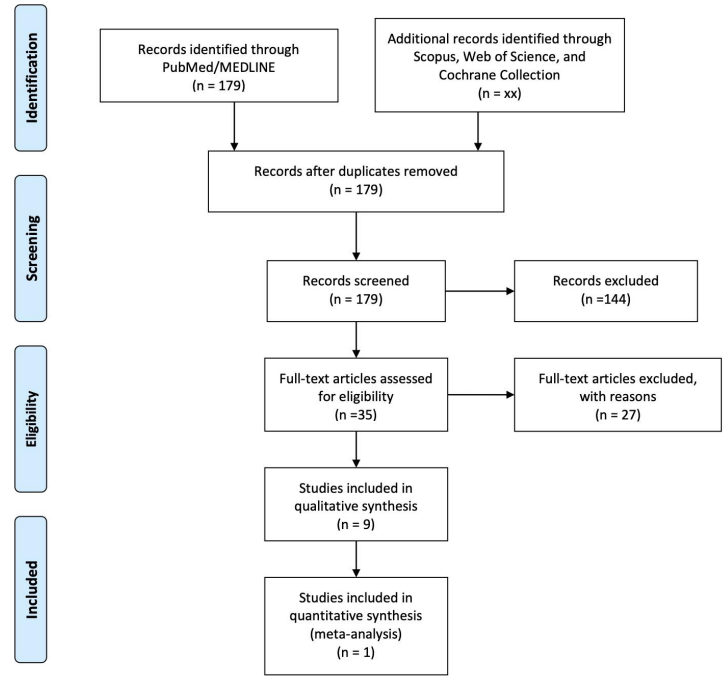 Identification
Records identified through
PubMed/MEDLINE
(n = 179)
Additional records identified through
Scopus, Web of Science, and
Cochrane Collection
(n = xx)
Records after duplicates removed
(n = 179)
Screening
Records screened
(n = 179)
Records excluded
(n =144)
Eligibility
Full-text articles assessed
for eligibility
(n =35)
Full-text articles excluded,
with reasons
(n = 27)
Studies included in
qualitative synthesis
(n = 9)
Included
Studies included in
quantitative synthesis
(meta-analysis)
(n = 1)